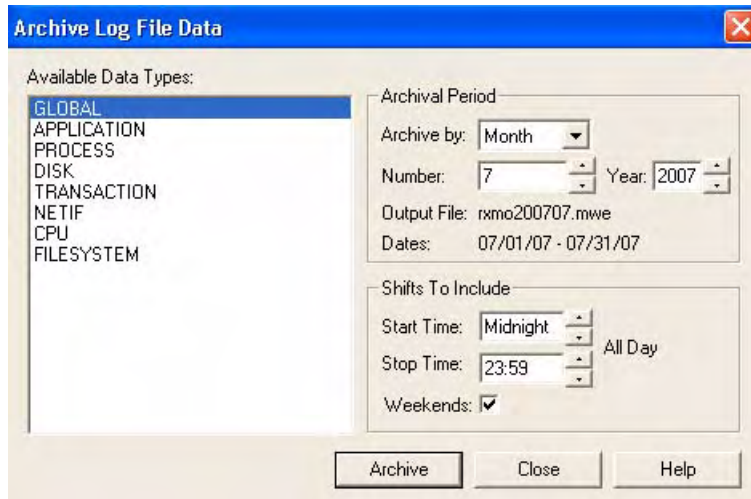 Archive Log File Data
Available Data Types:
GLOBAL
APPLICATION
PROCESS
DISK
TRANSACTION
NETIF
CPU
FILESYSTEM
Archival Period
Archive by: Month
Number: 7 Year: 2007
Output File: rxmo200707.mwe
Dates: 07/01/07 - 07/31/07
Shifts To Include
Start Time: Midnight
All Day
Stop Time: 23:59
Weekends:
Archive Close Help